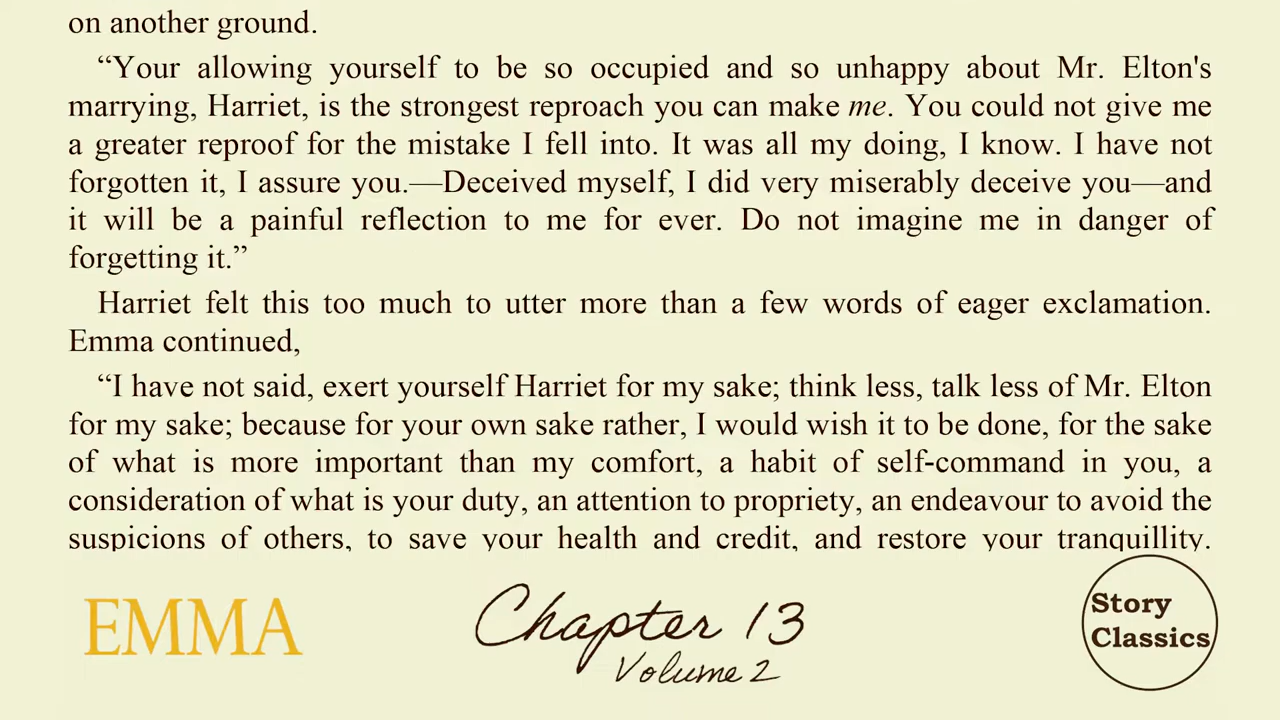 on another ground.
“Your allowing yourself to be so occupied and so unhappy about Mr. Elton's
marrying, Harriet, is the strongest reproach you can make me. You could not give me
a greater reproof for the mistake I fell into. It was all my doing, I know. I have not
forgotten it, I assure you.—Deceived myself, I did very miserably deceive you—and
it will be a painful reflection to me for ever. Do not imagine me in danger of
forgetting it.”
Harriet felt this too much to utter more than a few words of eager exclamation.
Emma continued,
“I have not said, exert yourself Harriet for my sake; think less, talk less of Mr. Elton
for my sake; because for your own sake rather, I would wish it to be done, for the sake
of what is more important than my comfort, a habit of self-command in you, a
consideration of what is your duty, an attention to propriety, an endeavour to avoid the
suspicions of others, to save your health and credit, and restore your tranquillity.
EMMA
Chapter 13
Volume 2
Story
Classics